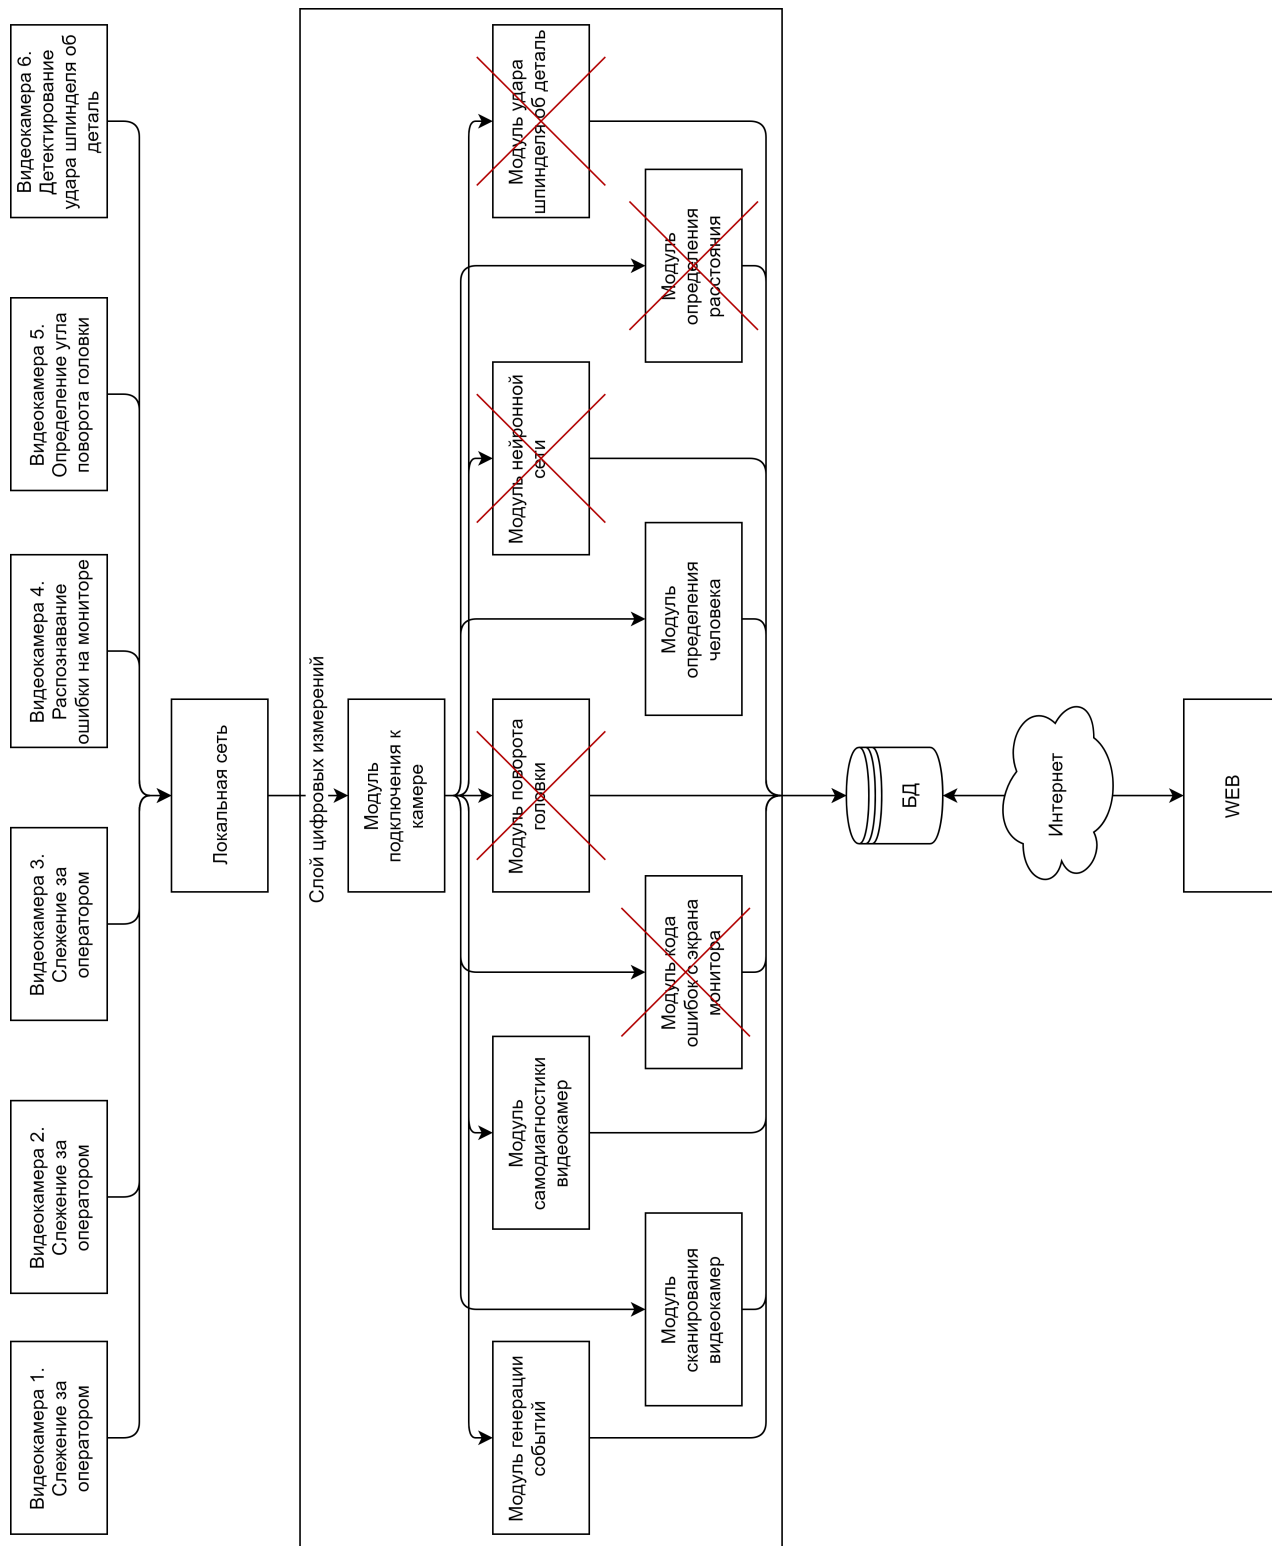 Видеокамера 1.
Слежение за
оператором
Видеокамера 2.
Слежение за
оператором
Видеокамера 3.
Слежение за
оператором
Видеокамера 4.
Распознавание
ошибки на мониторе
Видеокамера 5.
Определение угла
поворота головки
Видеокамера 6.
Детектирование
удара шпинделя об
деталь
Локальная сеть
Слой цифровых измерений
Модуль
подключения к
камере
Модуль генерации
событий
Модуль
самодиагностики
видеокамер
Модуль поворота
головки
Модуль нейронной
сети
Модуль удара
шпинделя об деталь
Модуль
сканирования
видеокамер
Модуль кода
ошибок с экрана
монитора
Модуль
определения
человека
Модуль
определения
расстояния
БД
Интернет
WEB